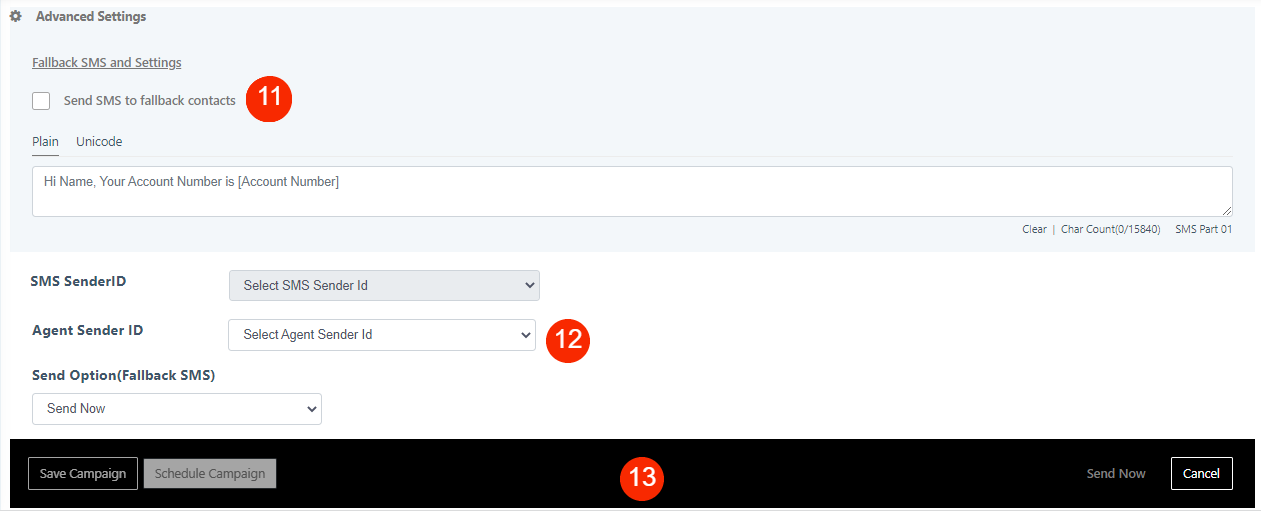 Advanced Settings
Fallback SMS and Settings
Send SMS to fallback contacts 11
Plain Unicode
Hi Name, Your Account Number is [Account Number]
Clear | Char Count(0/15840) SMS Part 01
SMS SenderID Select SMS Sender Id
Agent Sender ID Select Agent Sender Id 12
Send Option(Fallback SMS)
Send Now
Save Campaign Schedule Campaign 13 Send Now Cancel